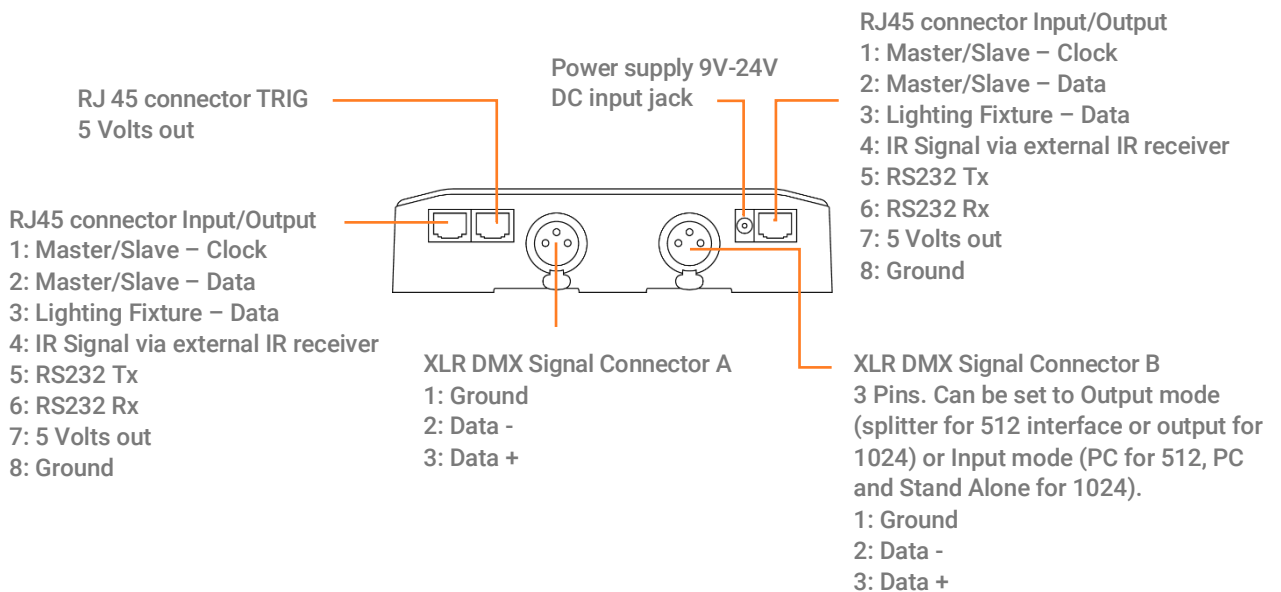 RJ 45 connector TRIG
5 Volts out
Power supply 9V-24V
DC input jack
RJ45 connector Input/Output
1: Master/Slave – Clock
2: Master/Slave – Data
3: Lighting Fixture – Data
4: IR Signal via external IR receiver
5: RS232 Tx
6: RS232 Rx
7: 5 Volts out
8: Ground
RJ45 connector Input/Output
1: Master/Slave – Clock
2: Master/Slave – Data
3: Lighting Fixture – Data
4: IR Signal via external IR receiver
5: RS232 Tx
6: RS232 Rx
7: 5 Volts out
8: Ground
XLR DMX Signal Connector A
1: Ground
2: Data -
3: Data +
XLR DMX Signal Connector B
3 Pins. Can be set to Output mode
(splitter for 512 interface or output for
1024) or Input mode (PC for 512, PC
and Stand Alone for 1024).
1: Ground
2: Data -
3: Data +